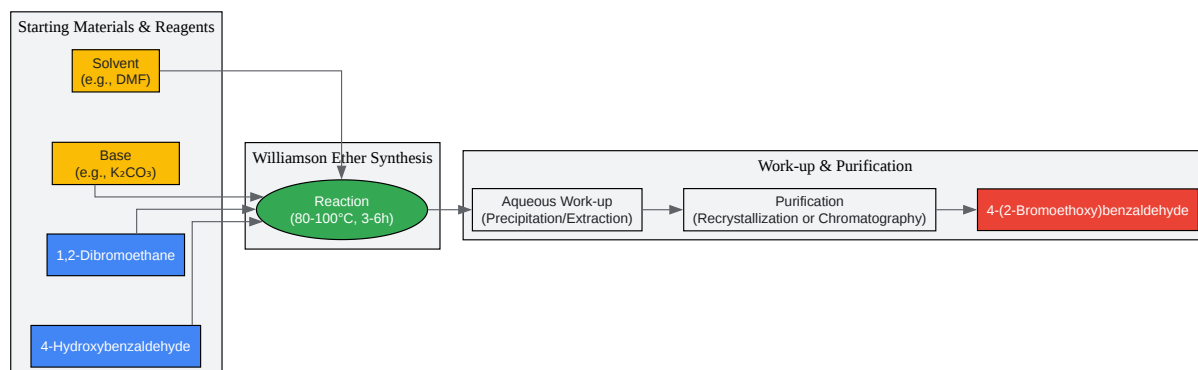 Starting Materials & Reagents
Solvent
(e.g., DMF)
Base
(e.g., K₂CO₃)
1,2-Dibromoethane
4-Hydroxybenzaldehyde
Williamson Ether Synthesis
Reaction
(80-100°C, 3-6h)
Work-up & Purification
Aqueous Work-up
(Precipitation/Extraction)
Purification
(Recrystallization or Chromatography)
4-(2-Bromoethoxy)benzaldehyde